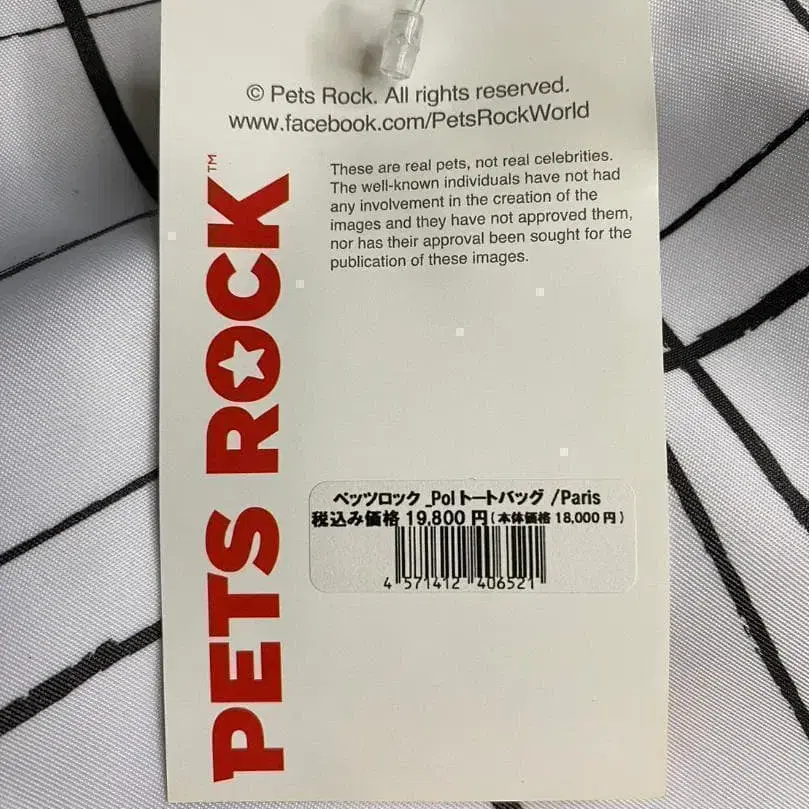 © Pets Rock. All rights reserved.
www.facebook.com/PetsRockWorld
PETS ROCK™
These are real pets, not real celebrities.
The well-known individuals have not had
any involvement in the creation of the
images and they have not approved them,
nor has their approval been sought for the
publication of these images.
ペッツロック_Pol トートバッグ /Paris
税込み価格 19,800 円(本体価格 18,000 円)
4 571412 406521